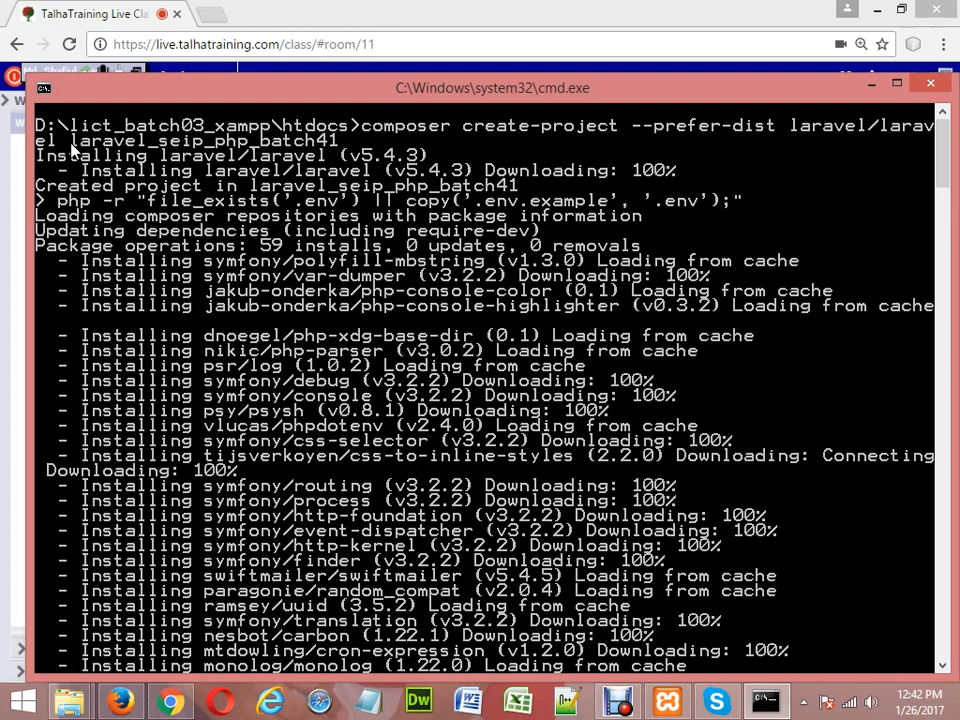 TalhaTraining Live Cla
https://live.talhatraining.com/class/#room/11
C:\Windows\system32\cmd.exe
D:\lict_batch03_xampp\htdocs>composer create-project --prefer-dist laravel/larav
el laravel_seip_php_batch41
Installing laravel/laravel (v5.4.3)
- Installing laravel/laravel (v5.4.3) Downloading: 100%
Created project in laravel_seip_php_batch41
> php -r "file_exists('.env') || copy('.env.example', '.env');"
Loading composer repositories with package information
Updating dependencies (including require-dev)
Package operations: 59 installs, 0 updates, 0 removals
- Installing symfony/polyfill-mbstring (v1.3.0) Loading from cache
- Installing symfony/var-dumper (v3.2.2) Downloading: 100%
- Installing jakub-onderka/php-console-color (0.1) Loading from cache
- Installing jakub-onderka/php-console-highlighter (v0.3.2) Loading from cache
- Installing dnoegel/php-xdg-base-dir (0.1) Loading from cache
- Installing nikic/php-parser (v3.0.2) Loading from cache
- Installing psr/log (1.0.2) Loading from cache
- Installing symfony/debug (v3.2.2) Downloading: 100%
- Installing symfony/console (v3.2.2) Downloading: 100%
- Installing psy/psysh (v0.8.1) Downloading: 100%
- Installing vlucas/phpdotenv (v2.4.0) Loading from cache
- Installing symfony/css-selector (v3.2.2) Downloading: 100%
- Installing tijsverkoyen/css-to-inline-styles (2.2.0) Downloading: Connecting
Downloading: 100%
- Installing symfony/routing (v3.2.2) Downloading: 100%
- Installing symfony/process (v3.2.2) Downloading: 100%
- Installing symfony/http-foundation (v3.2.2) Downloading: 100%
- Installing symfony/event-dispatcher (v3.2.2) Downloading: 100%
- Installing symfony/http-kernel (v3.2.2) Downloading: 100%
- Installing symfony/finder (v3.2.2) Downloading: 100%
- Installing swiftmailer/swiftmailer (v5.4.5) Loading from cache
- Installing paragonie/random_compat (v2.0.4) Loading from cache
- Installing ramsey/uuid (3.5.2) Loading from cache
- Installing symfony/translation (v3.2.2) Downloading: 100%
- Installing nesbot/carbon (1.22.1) Downloading: 100%
- Installing mtdowling/cron-expression (v1.2.0) Downloading: 100%
- Installing monolog/monolog (1.22.0) Loading from cache
12:42 PM
1/26/2017